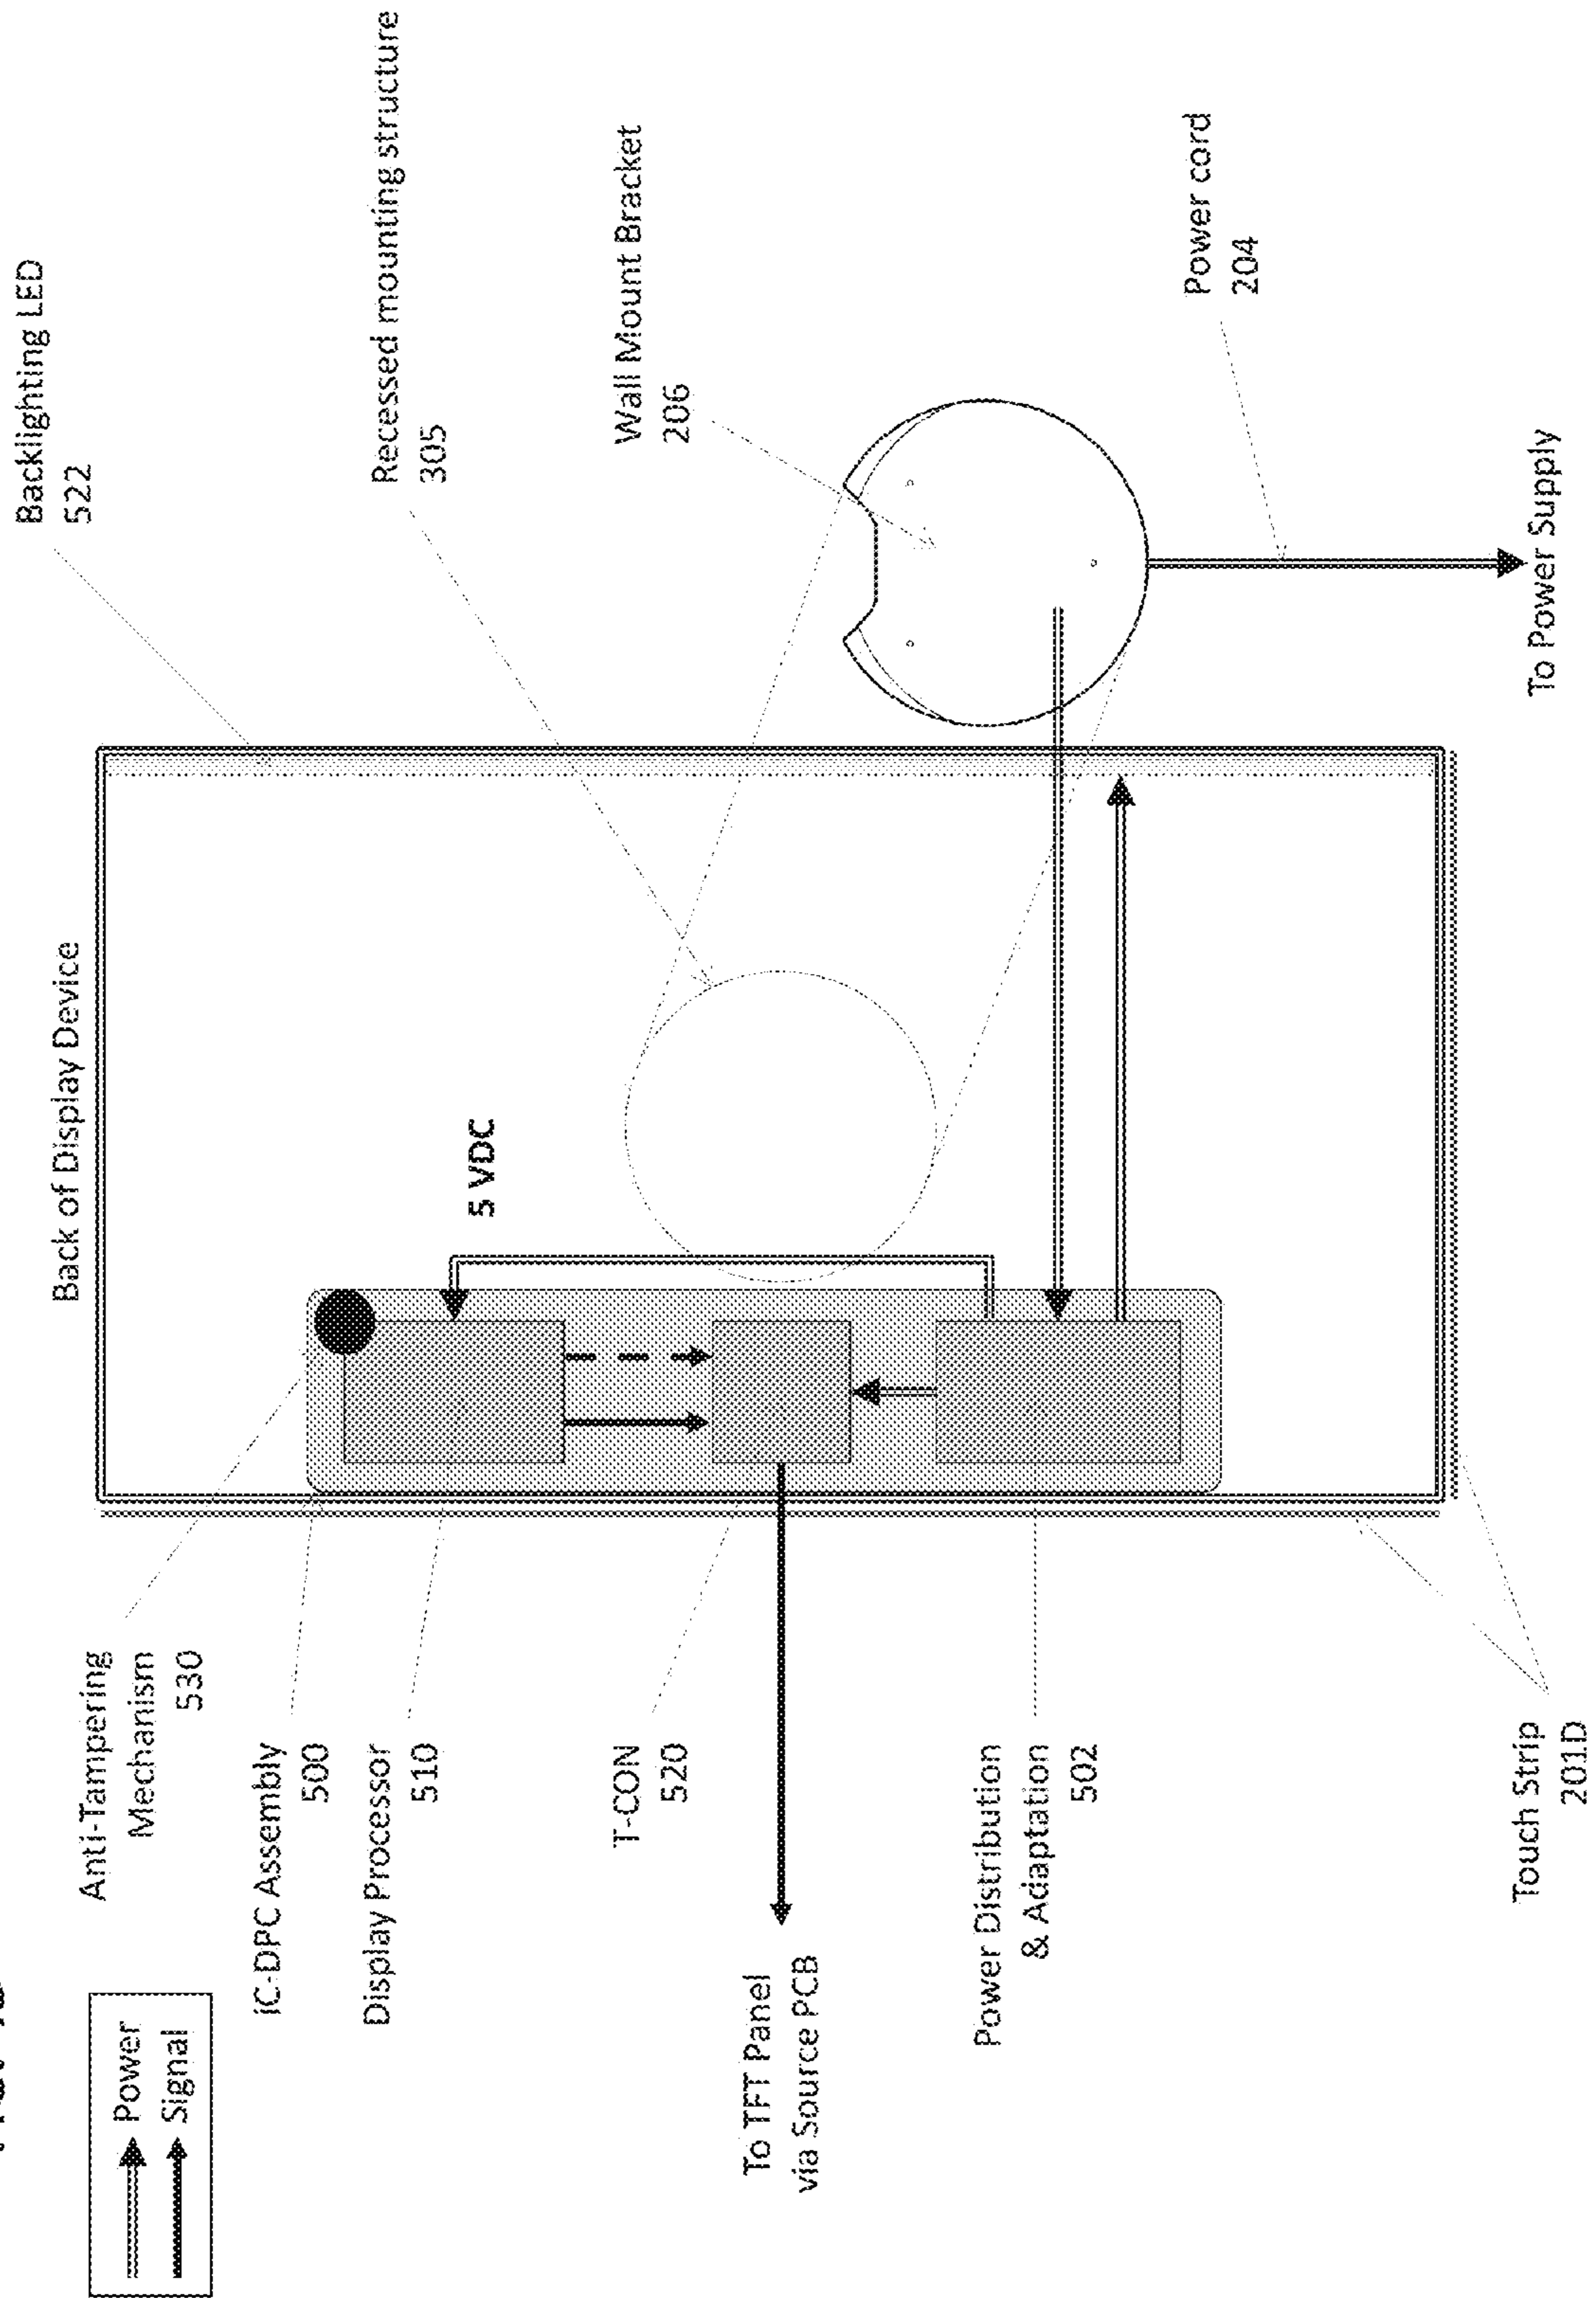 Power
Signal
Anti-Tampering
Mechanism
530
iC-DPC Assembly
500
Display Processor
510
T-CON
520
To TFT Panel
via Source PCB
Power Distribution
& Adaptation
502
Touch Strip
201D
Back of Display Device
5 VDC
Backlighting LED
522
Recessed mounting structure
305
Wall Mount Bracket
206
Power cord
204
To Power Supply